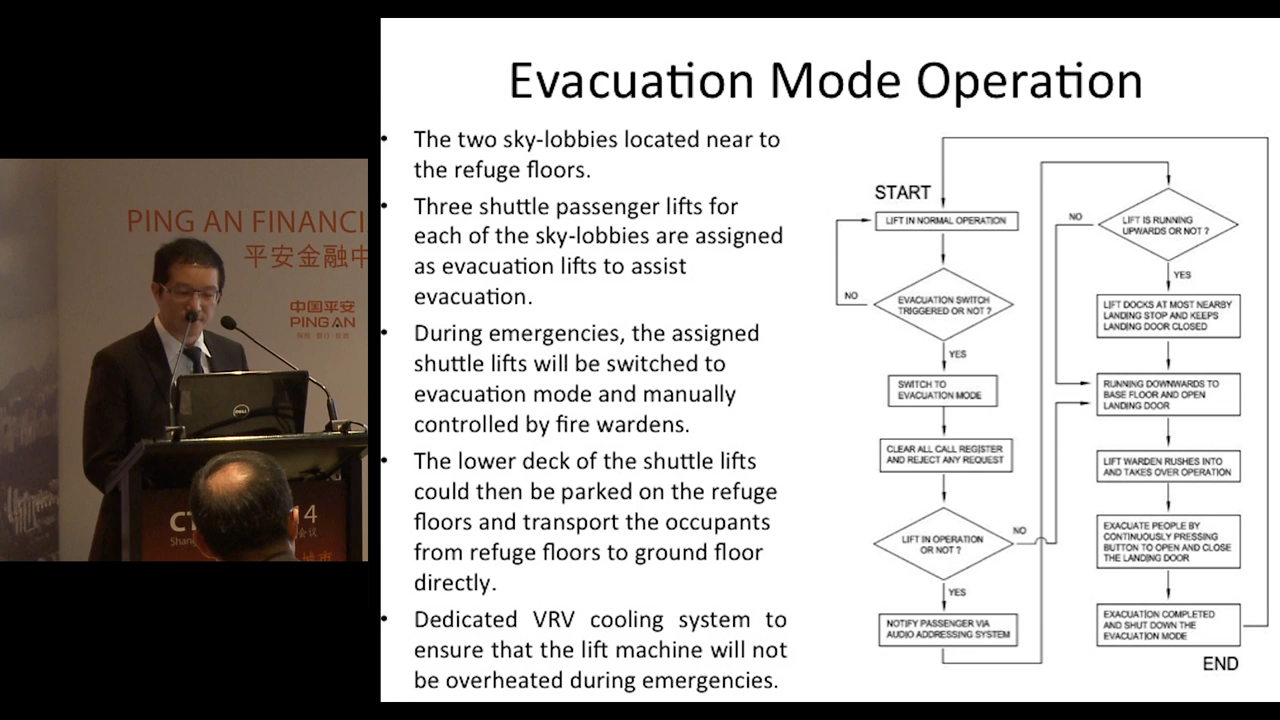 Evacuation Mode Operation
• The two sky-lobbies located near to
the refuge floors.
• Three shuttle passenger lifts for
each of the sky-lobbies are assigned
as evacuation lifts to assist
evacuation.
• During emergencies, the assigned
shuttle lifts will be switched to
evacuation mode and manually
controlled by fire wardens.
• The lower deck of the shuttle lifts
could then be parked on the refuge
floors and transport the occupants
from refuge floors to ground floor
directly.
• Dedicated VRV cooling system to
ensure that the lift machine will not
be overheated during emergencies.
START
LIFT IN NORMAL OPERATION
NO
EVACUATION SWITCH
TRIGGERED OR NOT ?
YES
SWITCH TO
EVACUATION MODE
CLEAR ALL CALL REGISTER
AND REJECT ANY REQUEST
LIFT IN OPERATION
OR NOT ?
NO
YES
NOTIFY PASSENGER VIA
AUDIO ADDRESSING SYSTEM
NO
LIFT IS RUNNING
UPWARDS OR NOT ?
YES
LIFT DOCKS AT MOST NEARBY
LANDING STOP AND KEEPS
LANDING DOOR CLOSED
RUNNING DOWNWARDS TO
BASE FLOOR AND OPEN
LANDING DOOR
LIFT WARDEN RUSHES INTO
AND TAKES OVER OPERATION
EXACUATE PEOPLE BY
CONTINUOUSLY PRESSING
BUTTON TO OPEN AND CLOSE
THE LANDING DOOR
EXACUATION COMPLETED
AND SHUT DOWN THE
EVACUATION MODE
END
PING AN FINANCI
平安金融中
中国平安
PING AN
DELL
CT
4
Shang
会议
城市